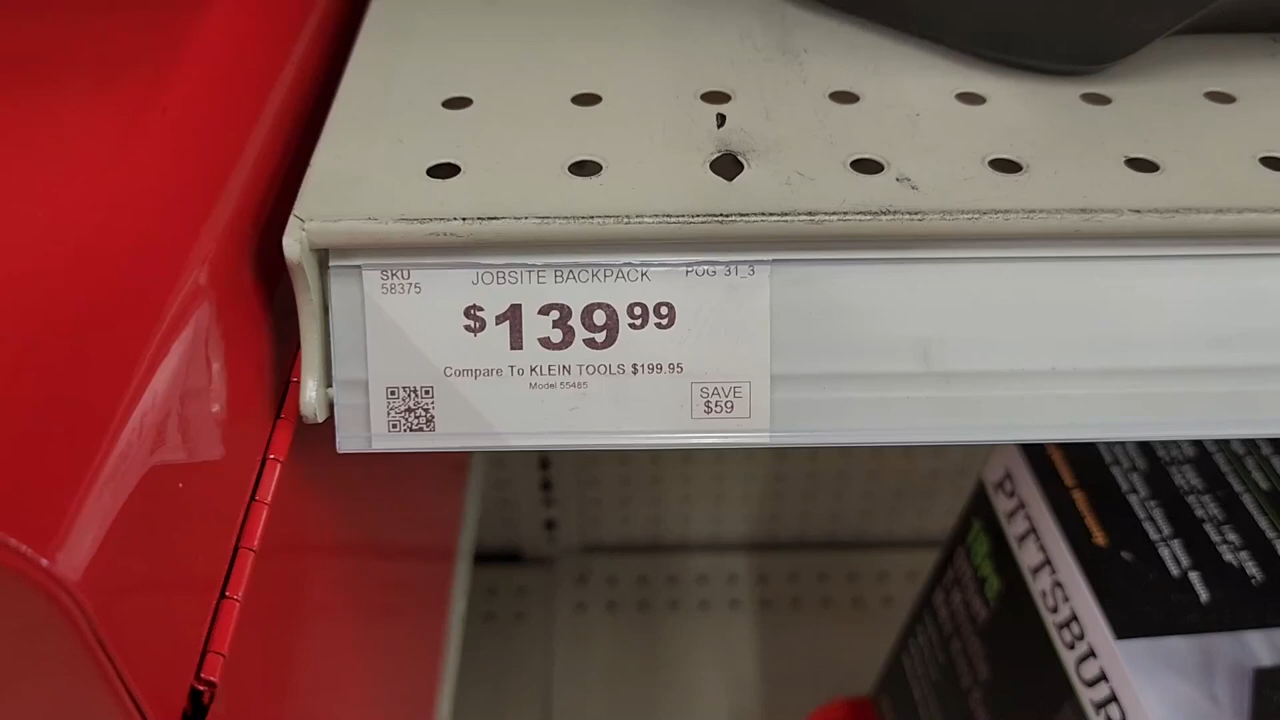 SKU
58375
JOBSITE BACKPACK
POG 31_3
$139.99
Compare To KLEIN TOOLS $199.95
Model 55485
SAVE
$59
PITTSBUR